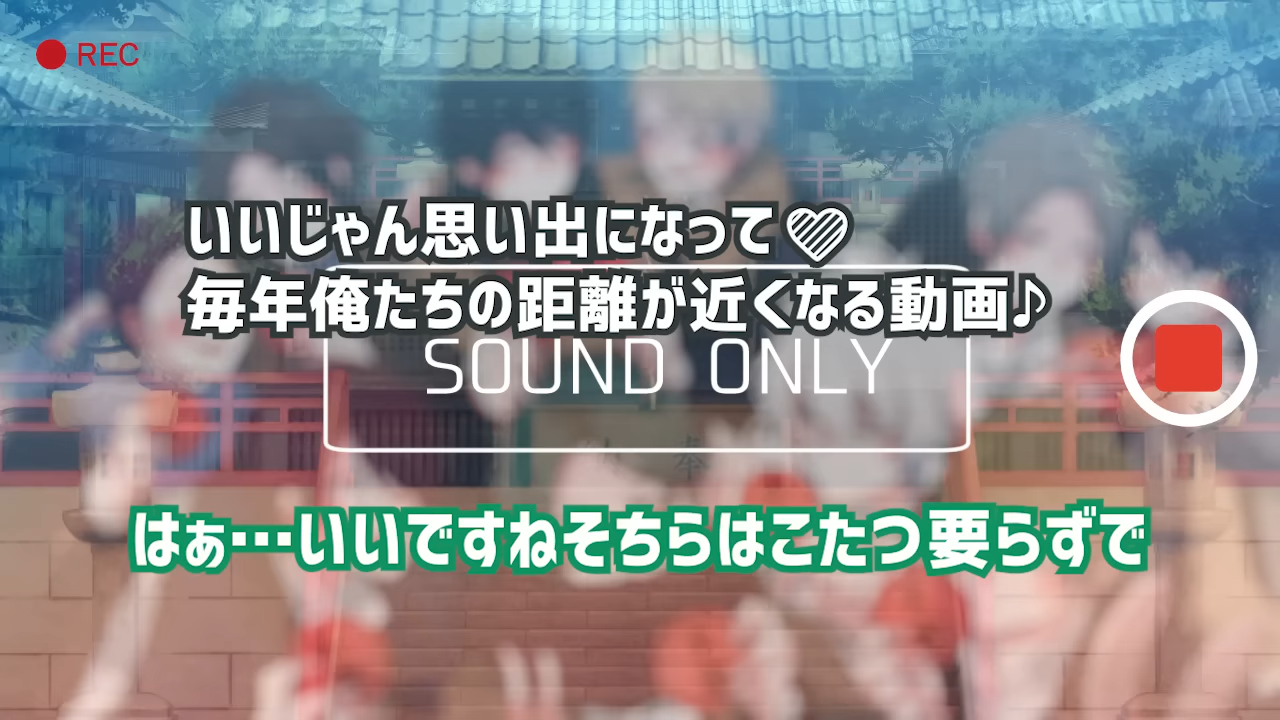 REC
いいじゃん思い出になって♡
毎年俺たちの距離が近くなる動画♪
SOUND ONLY
はぁ…いいですねそちらはこたつ要らずで